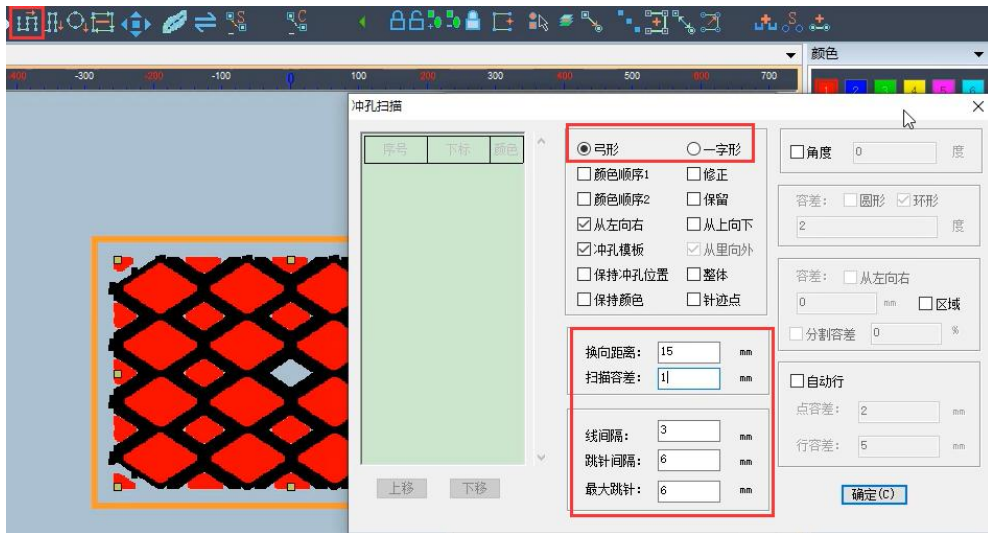 颜色
-400 -300 -200 -100 0 100 200 300 400 500 600 700
1 2 3 4 5 6
冲孔扫描
序号 下标 颜色
弓形 一字形
颜色顺序1 修正
颜色顺序2 保留
从左向右 从上向下
冲孔模板 从里向外
保持冲孔位置 整体
保持颜色 针迹点
换向距离: 15 mm
扫描容差: 1 mm
线间隔: 3 mm
跳针间隔: 6 mm
最大跳针: 6 mm
上移 下移
角度 0 度
容差: 圆形 环形
2 度
容差: 从左向右
0 mm 区域
分割容差 0 %
自动行
点容差: 2 mm
行容差: 5 mm
确定(C)